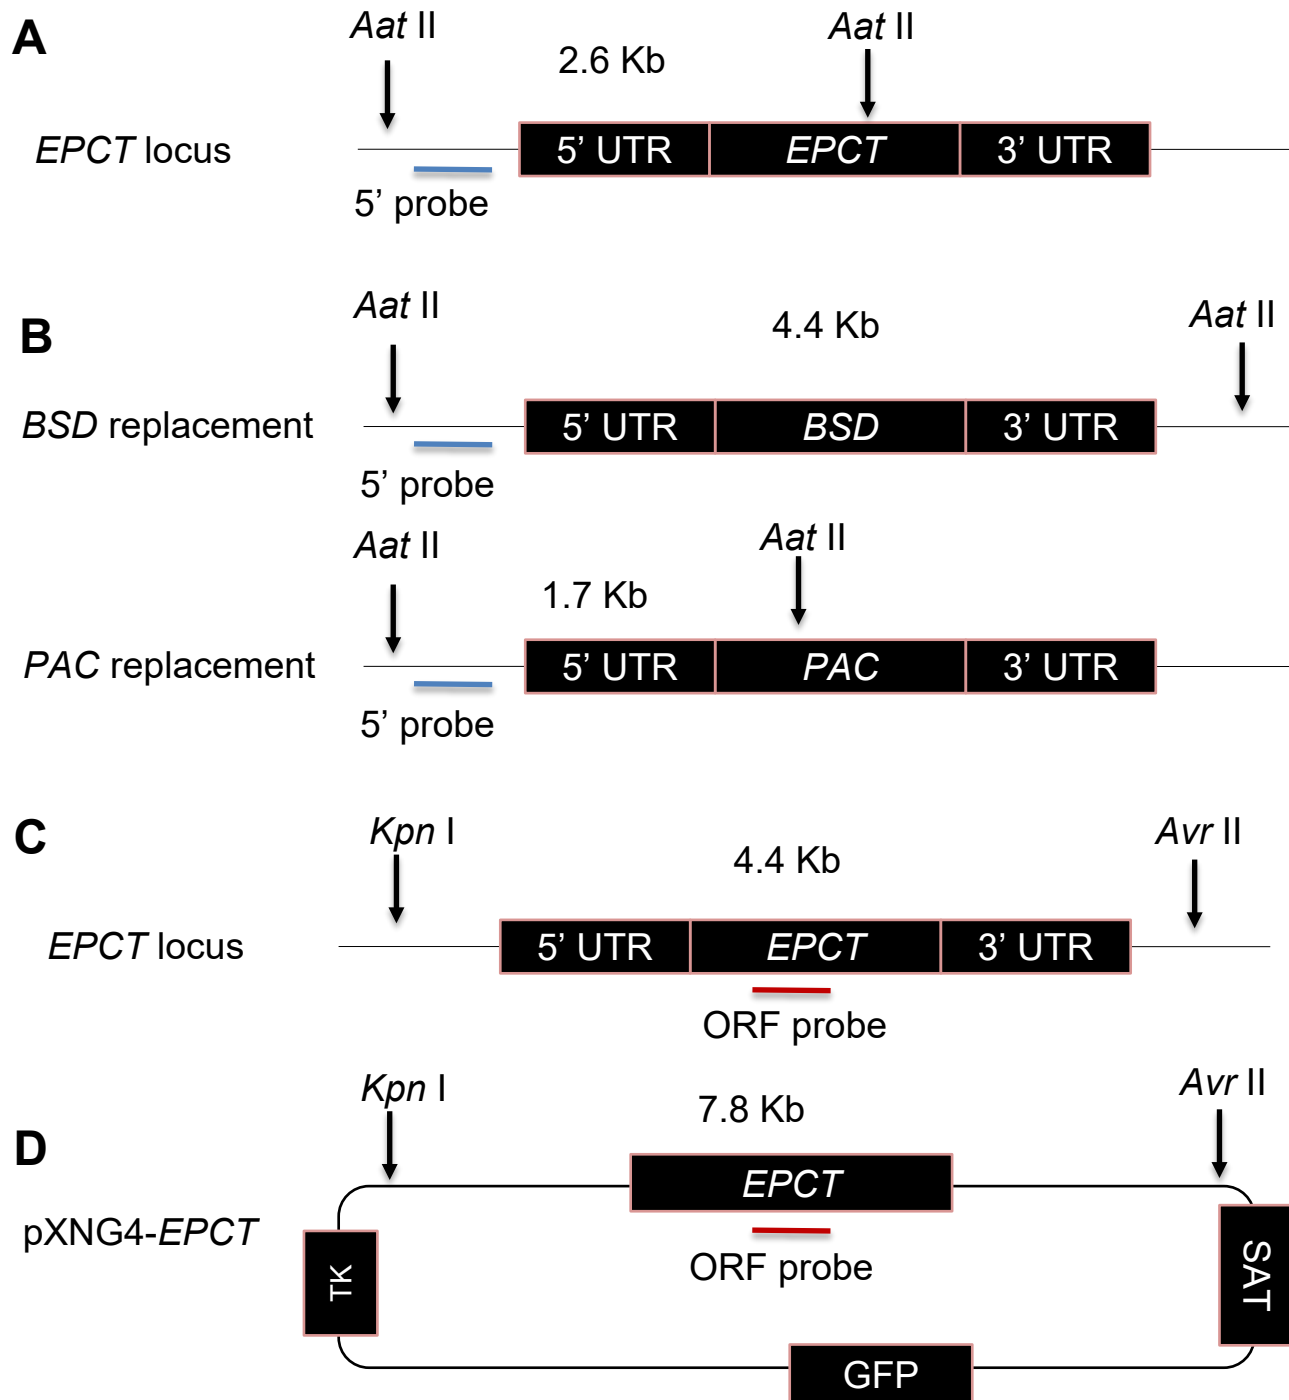 A
Aat II
Aat II
2.6 Kb
EPCT locus
5’ UTR
EPCT
3’ UTR
5’ probe
B
Aat II
4.4 Kb
Aat II
BSD replacement
5’ UTR
BSD
3’ UTR
5’ probe
Aat II
Aat II
1.7 Kb
PAC replacement
5’ UTR
PAC
3’ UTR
5’ probe
C
Kpn I
4.4 Kb
Avr II
EPCT locus
5’ UTR
EPCT
3’ UTR
ORF probe
D
Kpn I
7.8 Kb
Avr II
EPCT
pXNG4-EPCT
ORF probe
TK
SAT
GFP